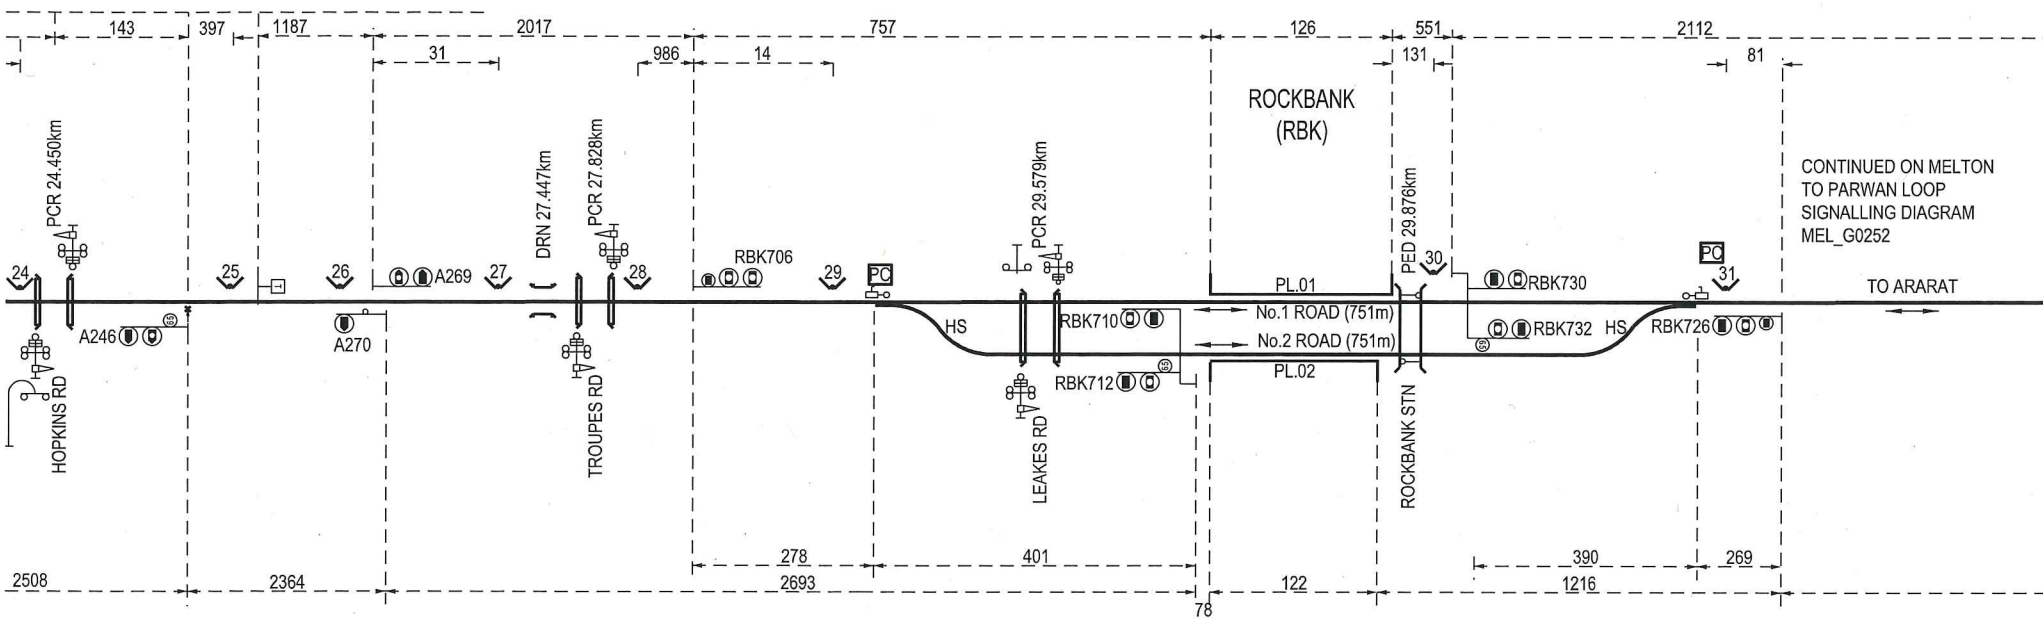 143
397
1187
2017
757
126
551
2112
31
986
14
131
81
ROCKBANK
(RBK)
PCR 24.450km
DRN 27.447km
PCR 27.828km
PCR 29.579km
PED 29.876km
CONTINUED ON MELTON
TO PARWAN LOOP
SIGNALLING DIAGRAM
MEL_G0252
24
25
26
A269
27
28
RBK706
29
PC
30
RBK730
PC
31
TO ARARAT
T
PL.01
No.1 ROAD (751m)
A246
65
A270
HS
RBK710
No.2 ROAD (751m)
RBK732
65
HS
RBK726
PL.02
RBK712
65
HOPKINS RD
TROUPES RD
LEAKES RD
ROCKBANK STN
278
401
390
269
2508
2364
2693
122
1216
78